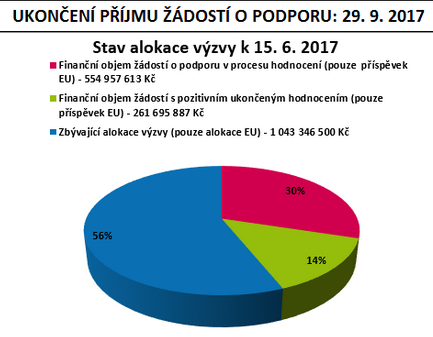 UKONČENÍ PŘÍJMU ŽÁDOSTÍ O PODPORU: 29. 9. 2017
Stav alokace výzvy k 15. 6. 2017
Finanční objem žádostí o podporu v procesu hodnocení (pouze příspěvek
EU) - 554 957 613 Kč
Finanční objem žádostí s pozitivním ukončeným hodnocením (pouze
příspěvek EU) - 261 695 887 Kč
Zbývající alokace výzvy (pouze alokace EU) - 1 043 346 500 Kč
30%
56%
14%